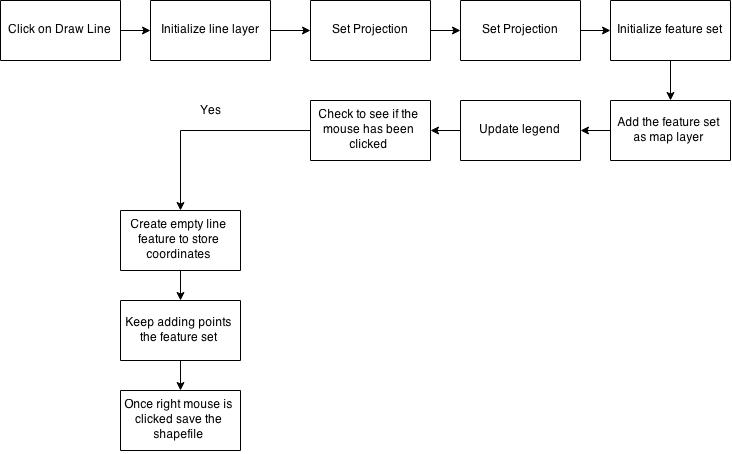 Click on Draw Line
Initialize line layer
Set Projection
Set Projection
Initialize feature set
Add the feature set
as map layer
Update legend
Check to see if the
mouse has been
clicked
Yes
Create empty line
feature to store
coordinates
Keep adding points
the feature set
Once right mouse is
clicked save the
shapefile